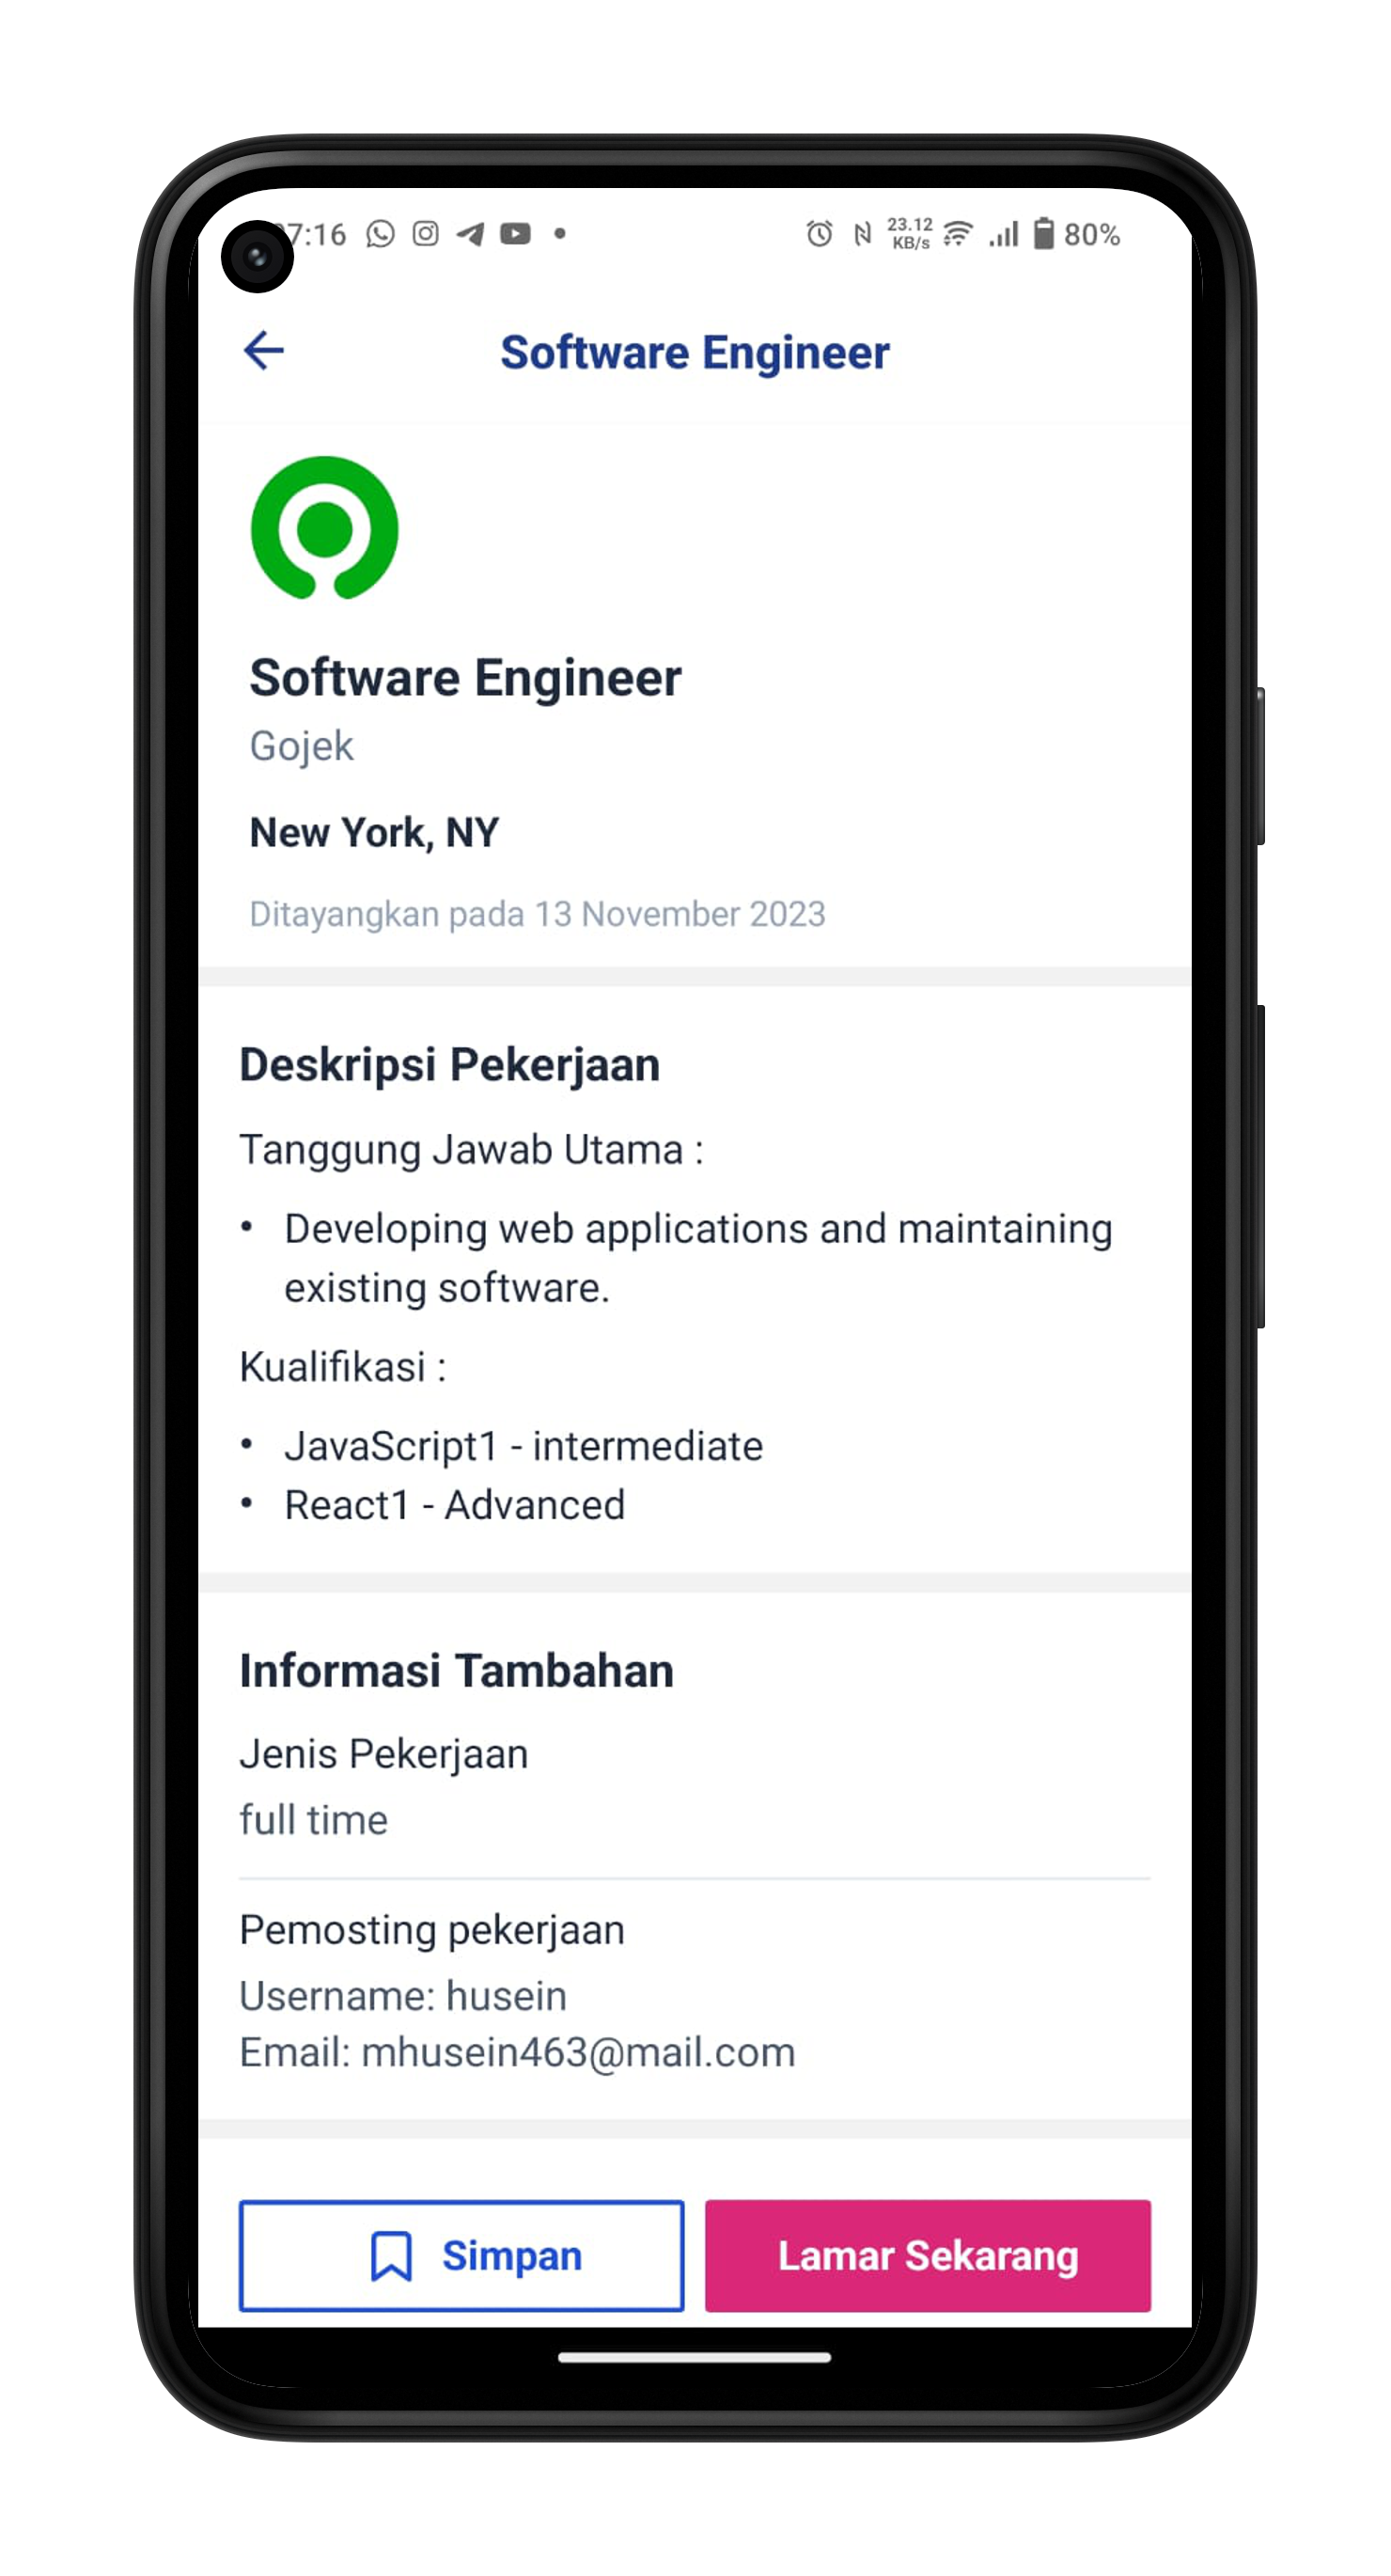 7:16
23.12
KB/s
80%
Software Engineer
Software Engineer
Gojek
New York, NY
Ditayangkan pada 13 November 2023
Deskripsi Pekerjaan
Tanggung Jawab Utama :
• Developing web applications and maintaining
existing software.
Kualifikasi :
• JavaScript1 - intermediate
• React1 - Advanced
Informasi Tambahan
Jenis Pekerjaan
full time
Pemosting pekerjaan
Username: husein
Email: mhusein463@mail.com
Simpan
Lamar Sekarang